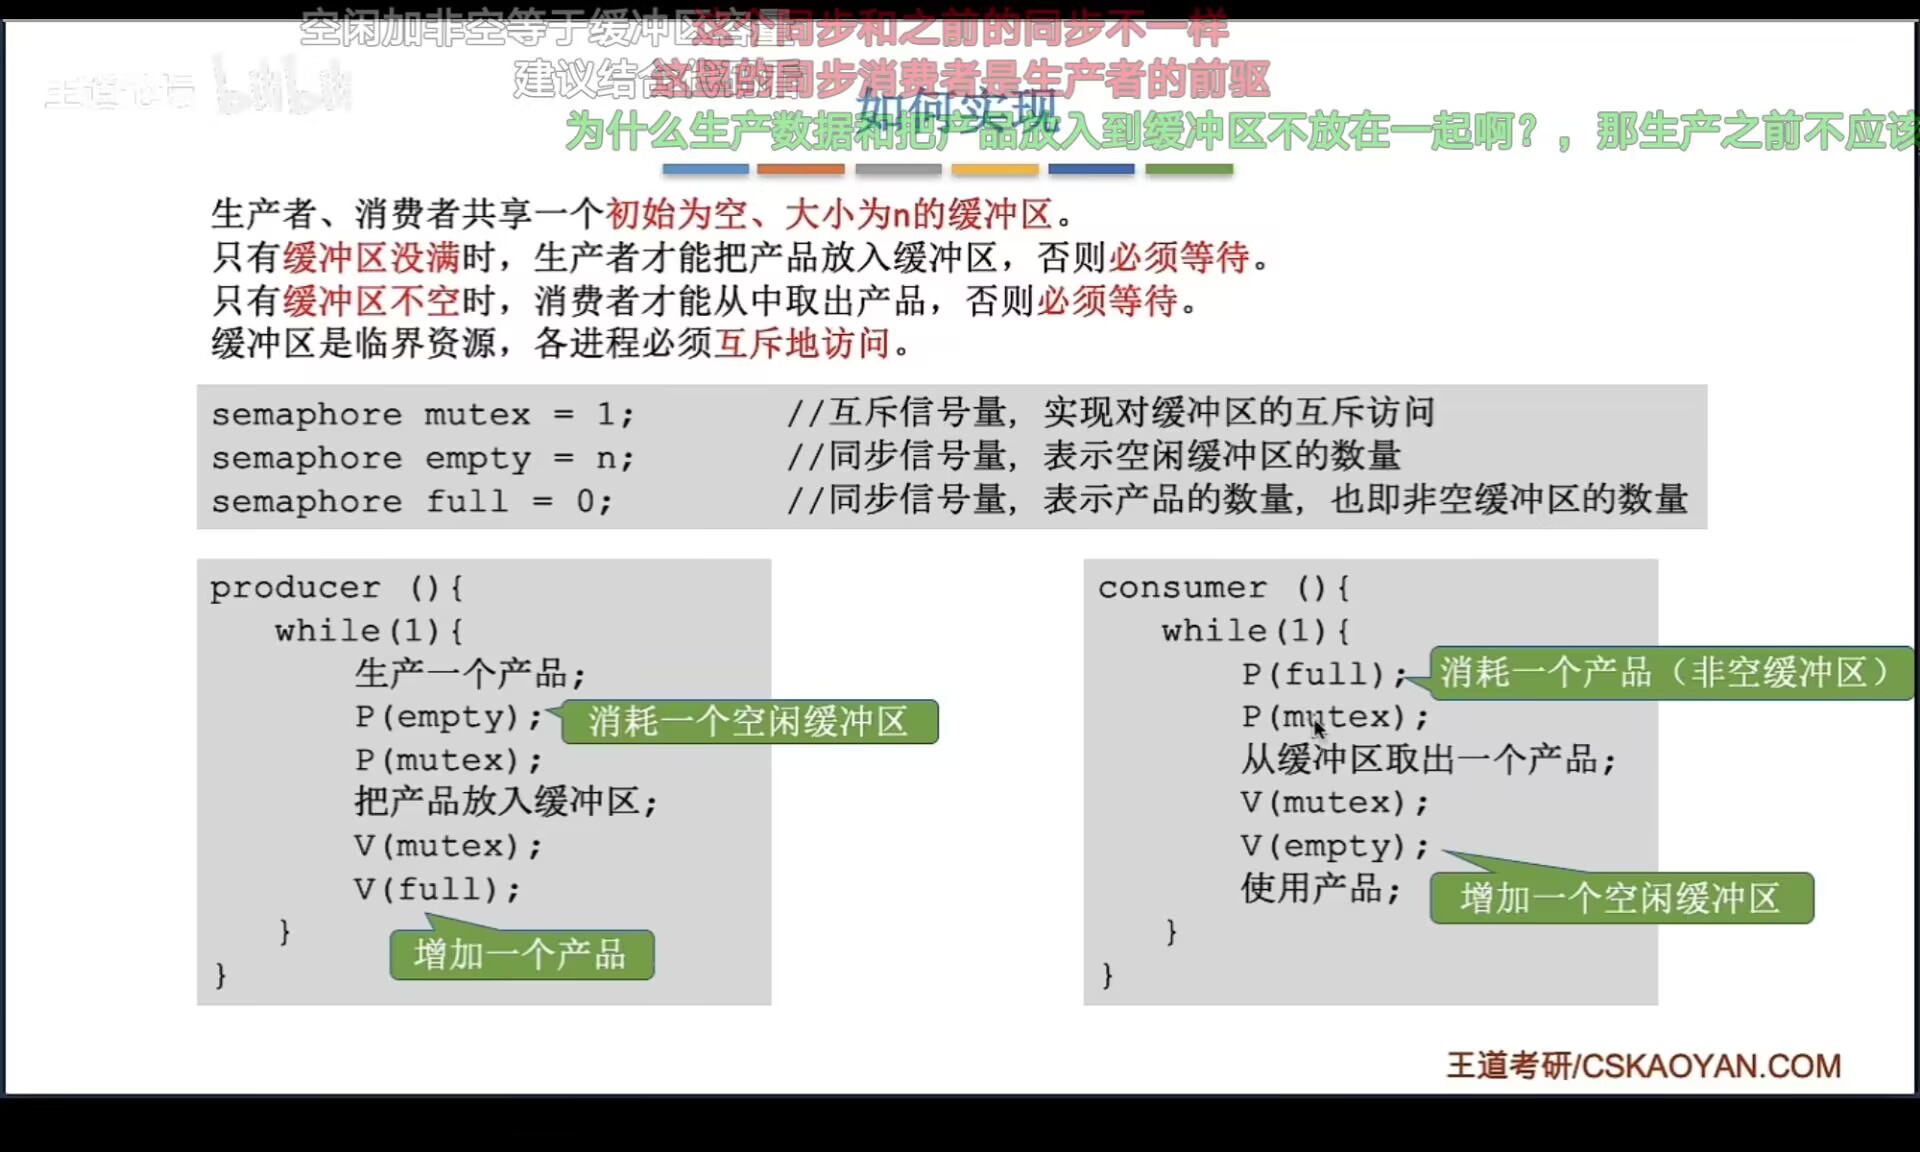 这个同步和之前的同步不一样
空闲加非空等于缓冲区
建议结合
同步消费者是生产者的前驱
如何实现
为什么生产数据和把产品放入到缓冲区不放在一起啊？，那生产之前不应该
王道论坛 bilibili
生产者、消费者共享一个初始为空、大小为n的缓冲区。
只有缓冲区没满时，生产者才能把产品放入缓冲区，否则必须等待。
只有缓冲区不空时，消费者才能从中取出产品，否则必须等待。
缓冲区是临界资源，各进程必须互斥地访问。
semaphore mutex = 1; //互斥信号量，实现对缓冲区的互斥访问
semaphore empty = n; //同步信号量，表示空闲缓冲区的数量
semaphore full = 0; //同步信号量，表示产品的数量，也即非空缓冲区的数量
producer (){
while(1){
生产一个产品;
P(empty);
消耗一个空闲缓冲区
P(mutex);
把产品放入缓冲区;
V(mutex);
V(full);
增加一个产品
}
}
consumer (){
while(1){
P(full);
消耗一个产品（非空缓冲区）
P(mutex);
从缓冲区取出一个产品;
V(mutex);
V(empty);
增加一个空闲缓冲区
使用产品;
}
}
王道考研/CSKAOYAN.COM